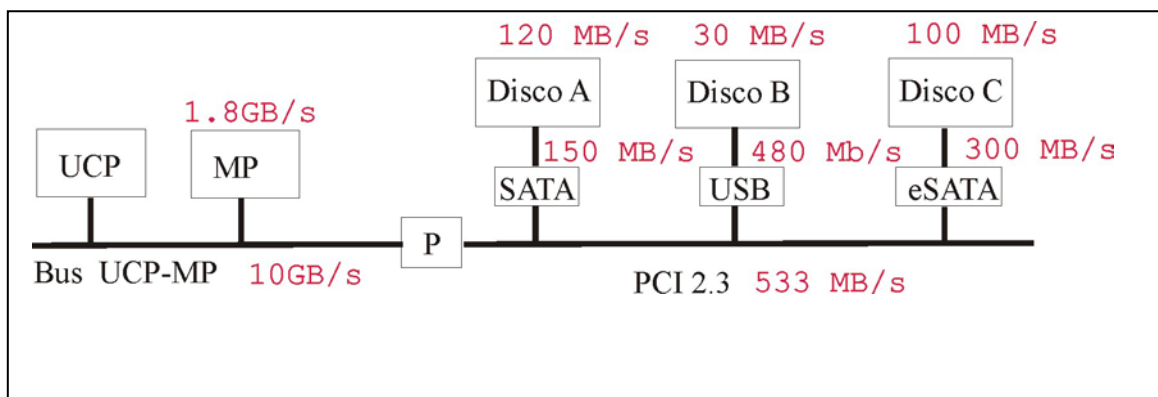 120 MB/s 30 MB/s 100 MB/s
Disco A Disco B Disco C
1.8GB/s
UCP MP 150 MB/s 480 Mb/s 300 MB/s
SATA USB eSATA
P
Bus UCP-MP 10GB/s PCI 2.3 533 MB/s